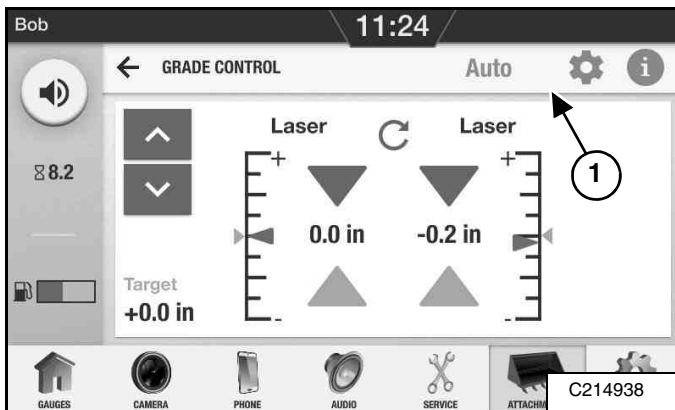 Bob
11:24
GRADE CONTROL
Auto
i
Laser
Laser
+
+
1
8.2
0.0 in
-0.2 in
Target
+0.0 in
-
-
GAUGES
CAMERA
PHONE
AUDIO
SERVICE
ATTACHM
C214938